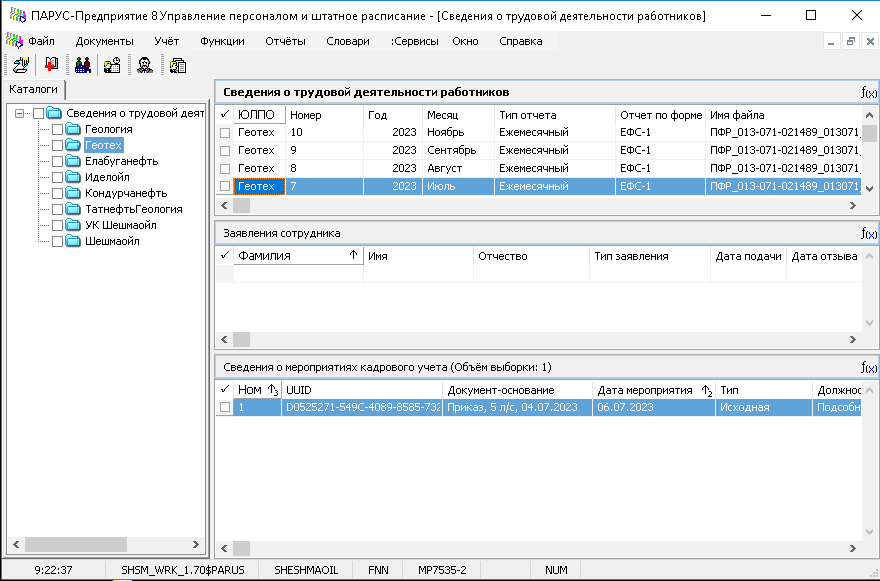 ПАРУС-Предприятие 8 Управление персоналом и штатное расписание - [Сведения о трудовой деятельности работников]
Файл Документы Учёт Функции Отчёты Словари :Сервисы Окно Справка
Каталоги
Сведения о трудовой деят
Геология
Геотех
Елабуганефть
Иделойл
Кондурчанефть
ТатнефтьГеология
УК Шешмаойл
Шешмаойл
Сведения о трудовой деятельности работников f(x)
ЮЛПО Номер Год Месяц Тип отчета Отчет по форме Имя файла
Геотех 10 2023 Ноябрь Ежемесячный ЕФС-1 ПФР_013-071-021489_013071_
Геотех 9 2023 Сентябрь Ежемесячный ЕФС-1 ПФР_013-071-021489_013071_
Геотех 8 2023 Август Ежемесячный ЕФС-1 ПФР_013-071-021489_013071_
Геотех 7 2023 Июль Ежемесячный ЕФС-1 ПФР_013-071-021489_013071_
Заявления сотрудника f(x)
Фамилия Имя Отчество Тип заявления Дата подачи Дата отзыва
Сведения о мероприятиях кадрового учета (Объём выборки: 1) f(x)
Ном 3 UUID Документ-основание Дата мероприятия 2 Тип Должнос
1 D0525271-549C-4089-8585-732 Приказ, 5 л/с, 04.07.2023 06.07.2023 Исходная Подсобн
9:22:37 SHSM_WRK_1.70$PARUS SHESHMAOIL FNN MP7535-2 NUM